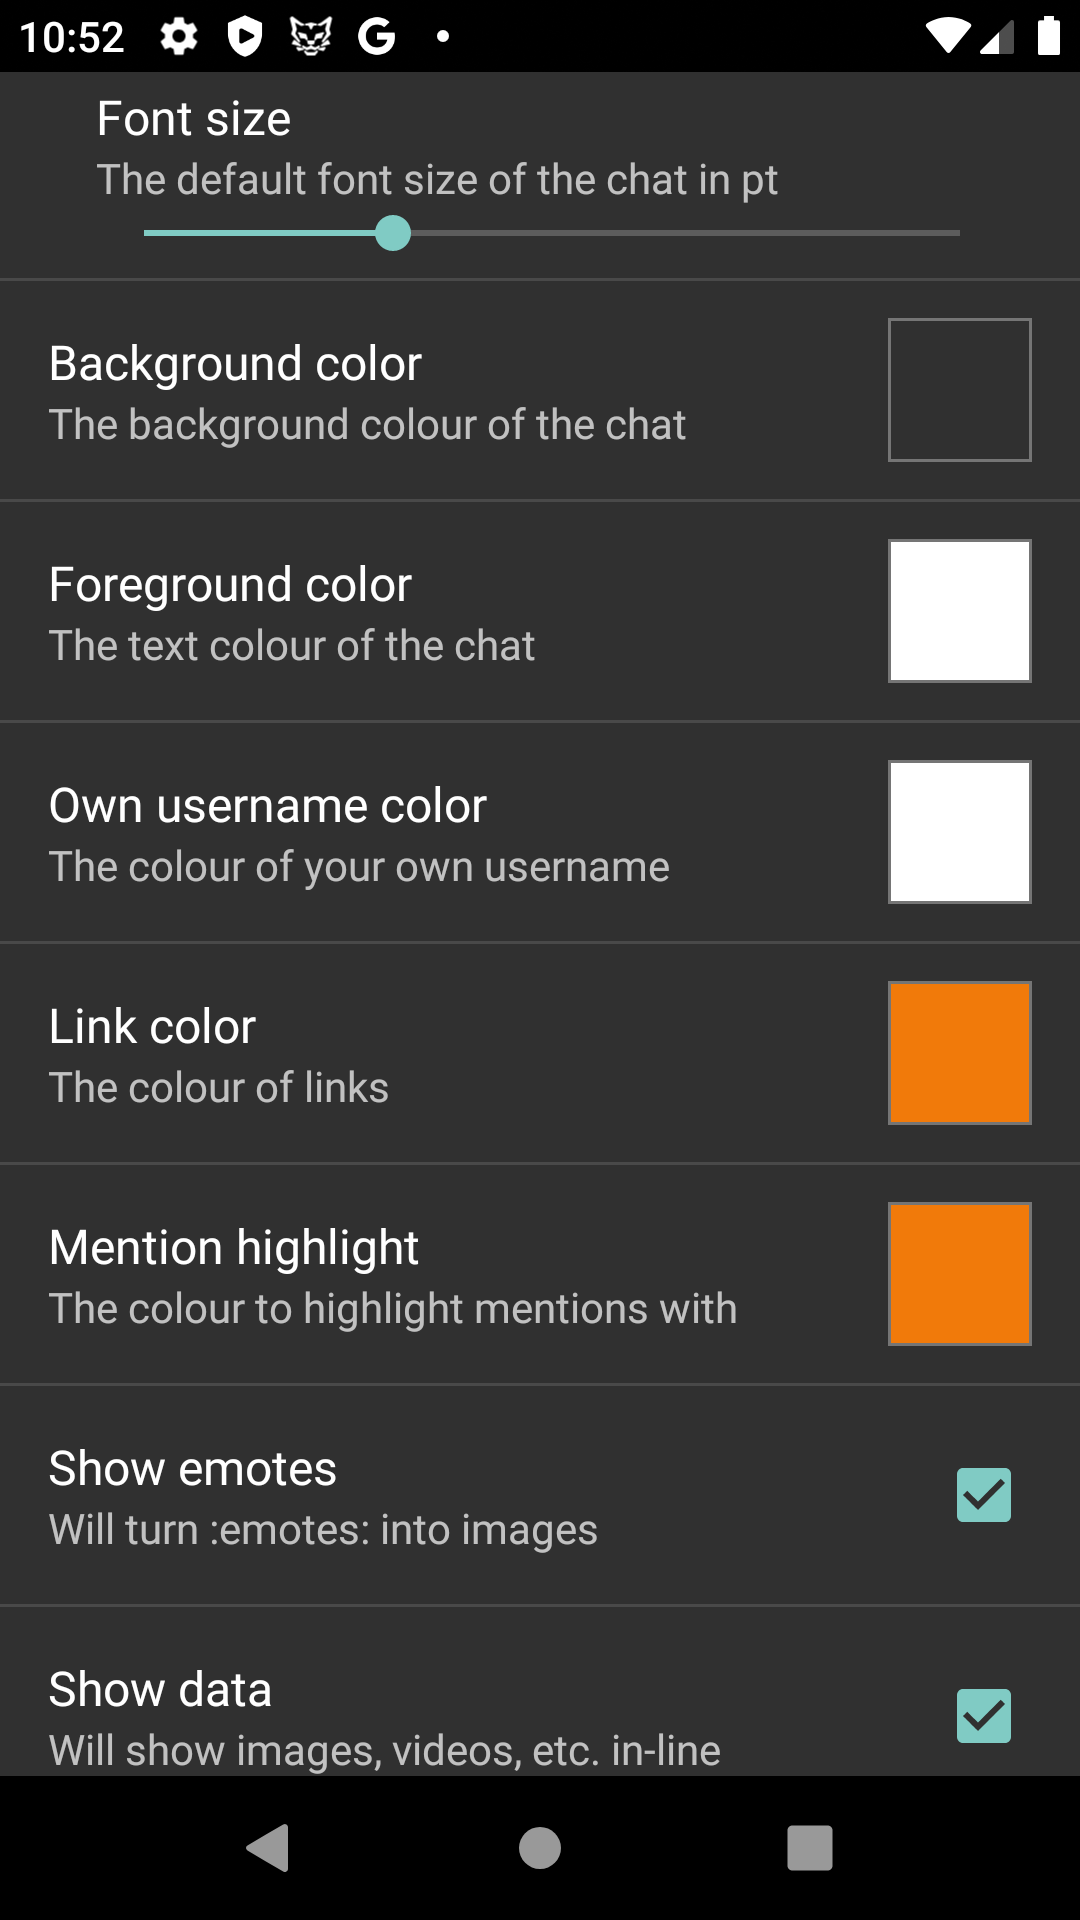 10:52
Font size
The default font size of the chat in pt
Background color
The background colour of the chat
Foreground color
The text colour of the chat
Own username color
The colour of your own username
Link color
The colour of links
Mention highlight
The colour to highlight mentions with
Show emotes
Will turn :emotes: into images
Show data
Will show images, videos, etc. in-line